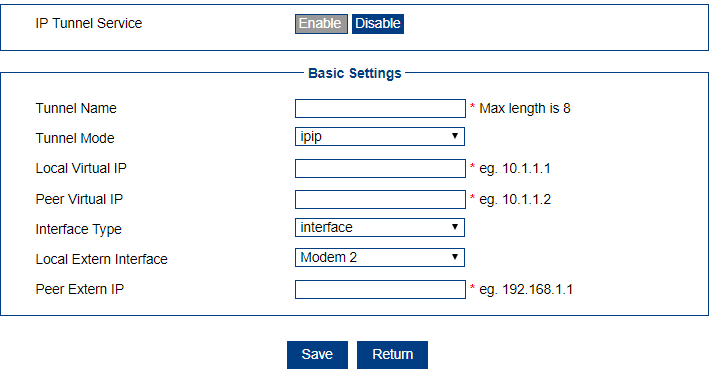 IP Tunnel Service Enable Disable
Basic Settings
Tunnel Name * Max length is 8
Tunnel Mode ipip
Local Virtual IP * eg. 10.1.1.1
Peer Virtual IP * eg. 10.1.1.2
Interface Type interface
Local Extern Interface Modem 2
Peer Extern IP * eg. 192.168.1.1
Save Return